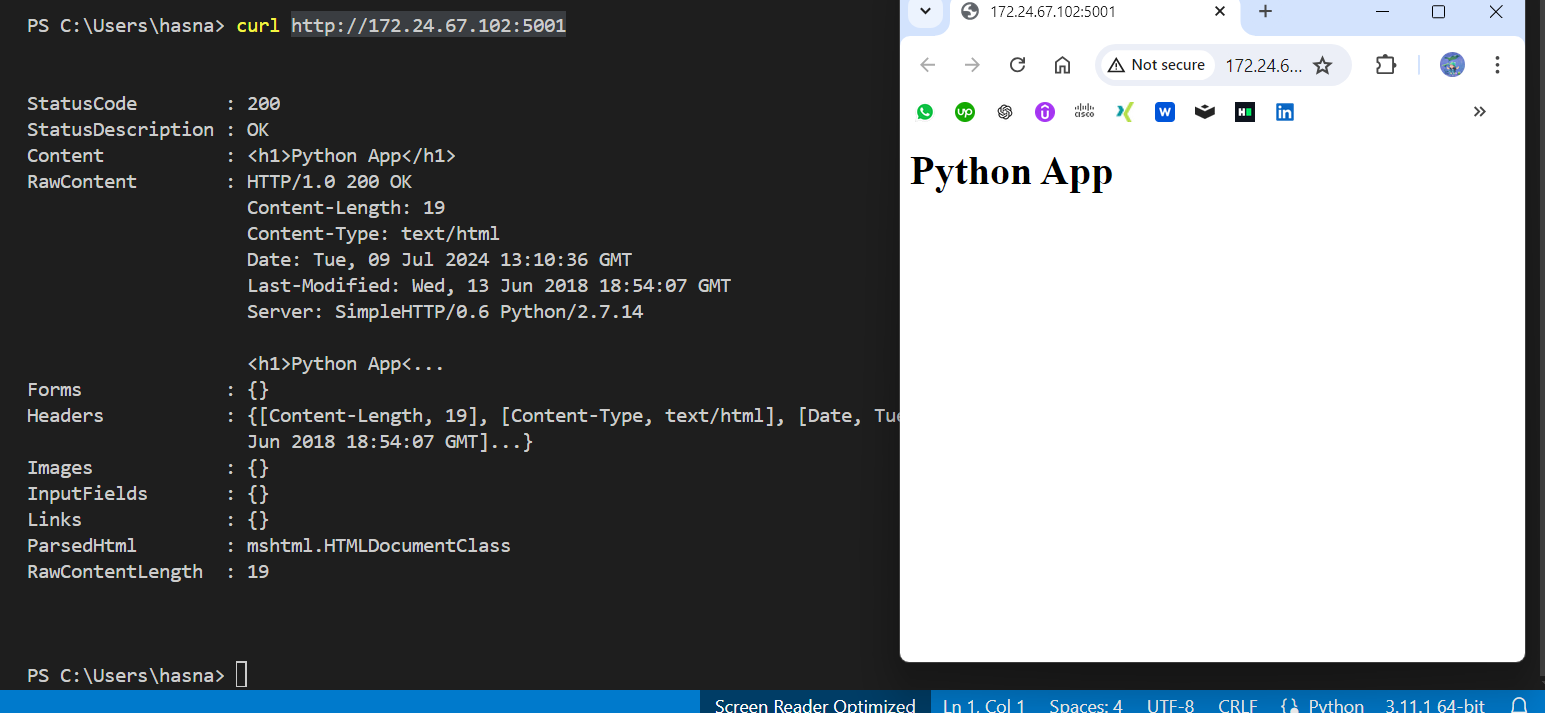 PS C:\Users\hasna> curl http://172.24.67.102:5001
StatusCode        : 200
StatusDescription : OK
Content           : <h1>Python App</h1>
RawContent        : HTTP/1.0 200 OK
Content-Length: 19
Content-Type: text/html
Date: Tue, 09 Jul 2024 13:10:36 GMT
Last-Modified: Wed, 13 Jun 2018 18:54:07 GMT
Server: SimpleHTTP/0.6 Python/2.7.14
<h1>Python App<...
Forms             : {}
Headers           : {[Content-Length, 19], [Content-Type, text/html], [Date, Tue
Jun 2018 18:54:07 GMT]...}
Images            : {}
InputFields       : {}
Links             : {}
ParsedHtml        : mshtml.HTMLDocumentClass
RawContentLength  : 19
PS C:\Users\hasna>
172.24.67.102:5001
Not secure 172.24.6...
up cisco W H in
Python App
Screen Reader Optimized Ln 1, Col 1 Spaces: 4 UTF-8 CRLF Python 3.11.1 64-bit